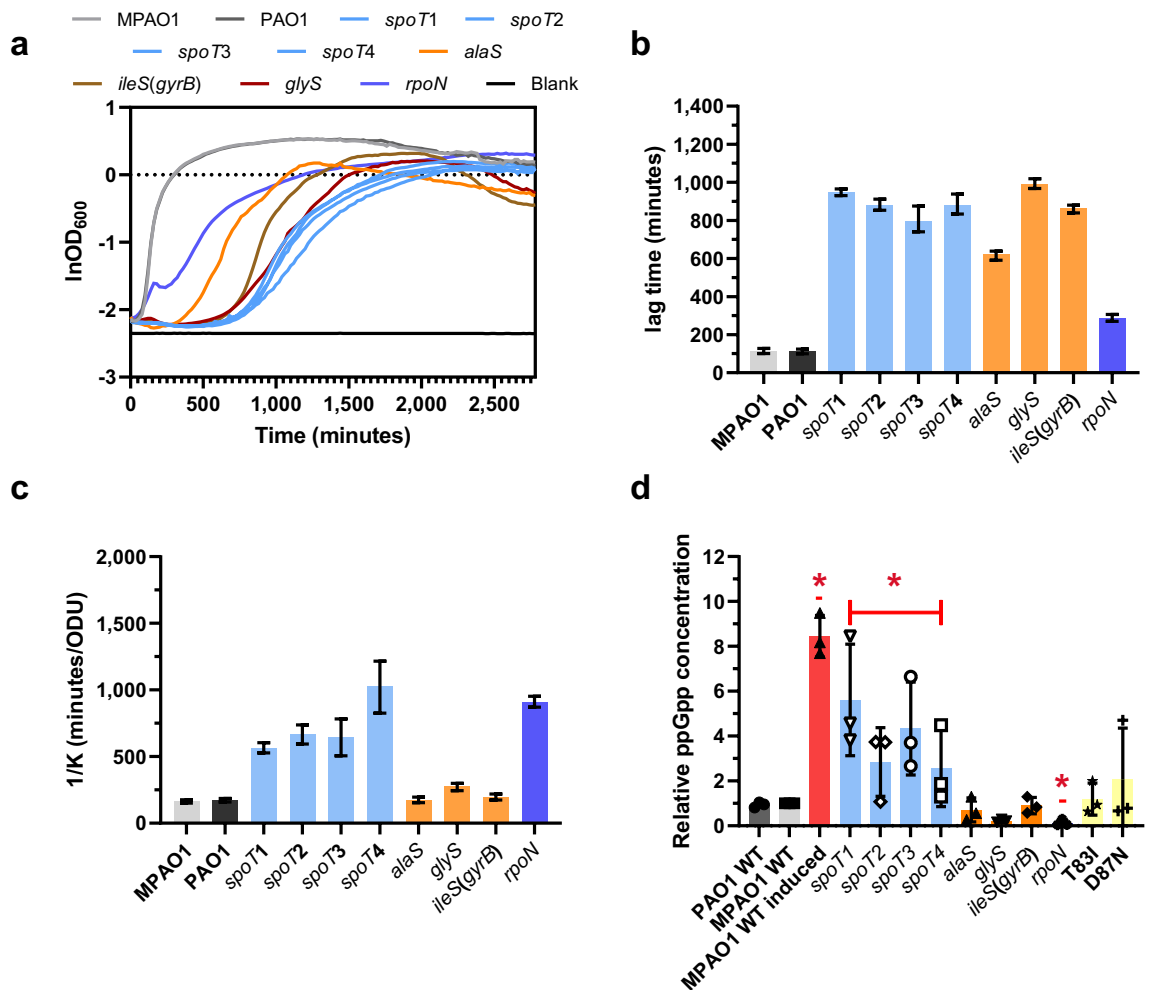 MPAO1 PAO1 spoT1 spoT2
a
spoT3 spoT4 alaS
ileS(gyrB) glyS rpoN Blank
1
0
-1
-2
-3
lnOD600
0 500 1,000 1,500 2,000 2,500
Time (minutes)
b
1,400
1,200
1,000
800
600
400
200
0
lag time (minutes)
MPAO1 PAO1 spoT1 spoT2 spoT3 spoT4 alaS glyS ileS(gyrB) rpoN
c
2,000
1,500
1,000
500
0
1/K (minutes/ODU)
MPAO1 PAO1 spoT1 spoT2 spoT3 spoT4 alaS glyS ileS(gyrB) rpoN
d
12
10
8
6
4
2
0
Relative ppGpp concentration
* * *
PAO1 WT MPAO1 WT MPAO1 WT induced spoT1 spoT2 spoT3 spoT4 alaS glyS ileS(gyrB) rpoN T83I D87N